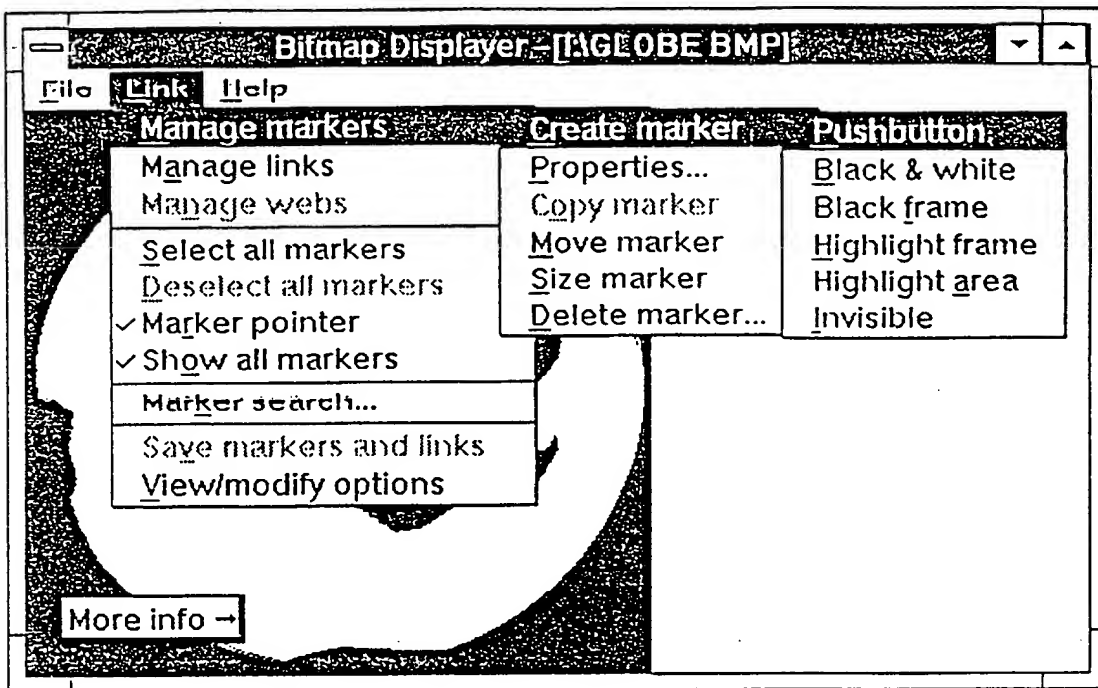 Bitmap Displayer - [I:\GLOBE BMP]
File Link Help
Manage markers
Manage links
Manage webs
Select all markers
Deselect all markers
✓ Marker pointer
✓ Show all markers
Marker search...
Save markers and links
View/modify options
Create marker
Properties...
Copy marker
Move marker
Size marker
Delete marker...
Pushbutton
Black & white
Black frame
Highlight frame
Highlight area
Invisible
More info →